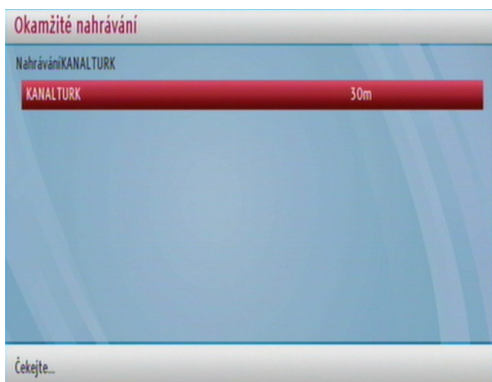 Okamžité nahrávání
NahráváníKANALTURK
KANALTURK 30m
Čekejte...